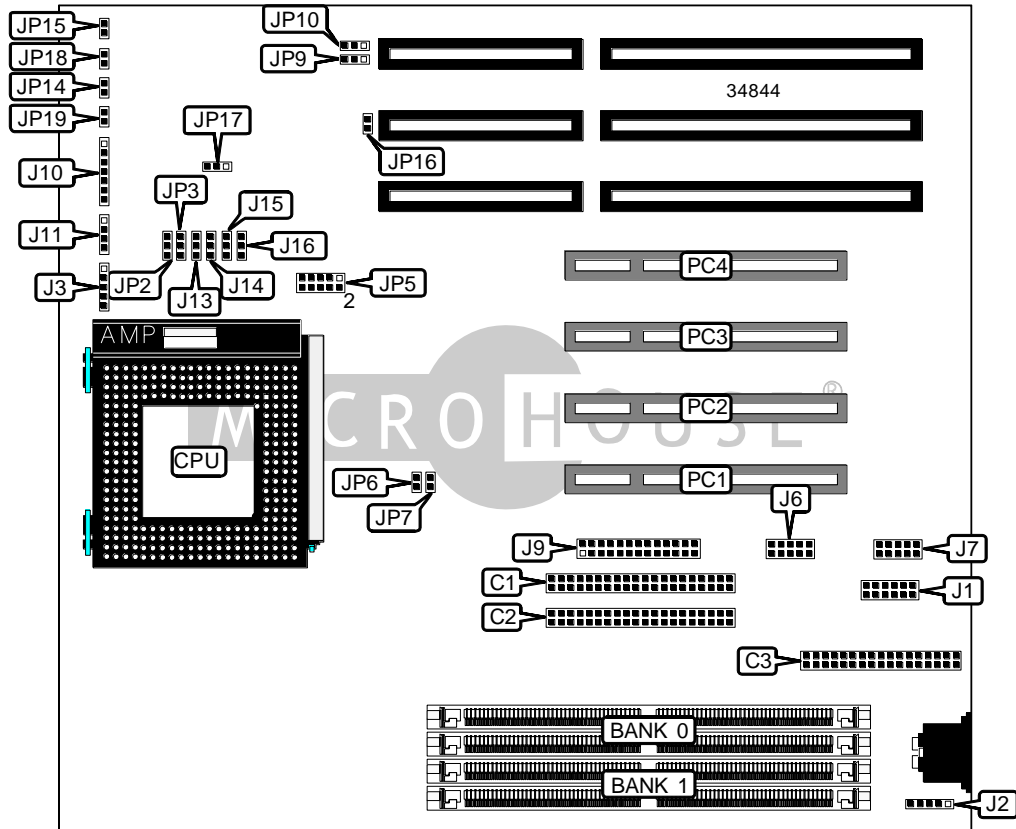 JP15
JP10
JP18
JP9
JP14
34844
JP19
JP17
JP16
J10
JP3
J15
J11
J16
PC4
J3
JP2
J14
JP5
J13
2
AMP
PC3
MICROHOUSE®
PC2
CPU
PC1
JP6
J6
JP7
J9
J7
C1
J1
C2
C3
BANK 0
BANK 1
J2